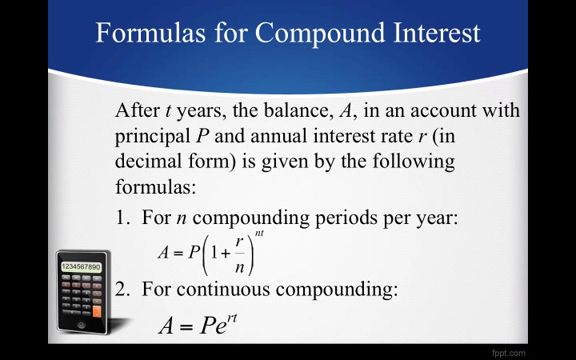 Formulas for Compound Interest
After t years, the balance, A, in an account with
principal P and annual interest rate r (in
decimal form) is given by the following
formulas:
1. For n compounding periods per year:
A = P(1 + r/n)^nt
1234567890
2. For continuous compounding:
A = Pe^rt
fppt.com